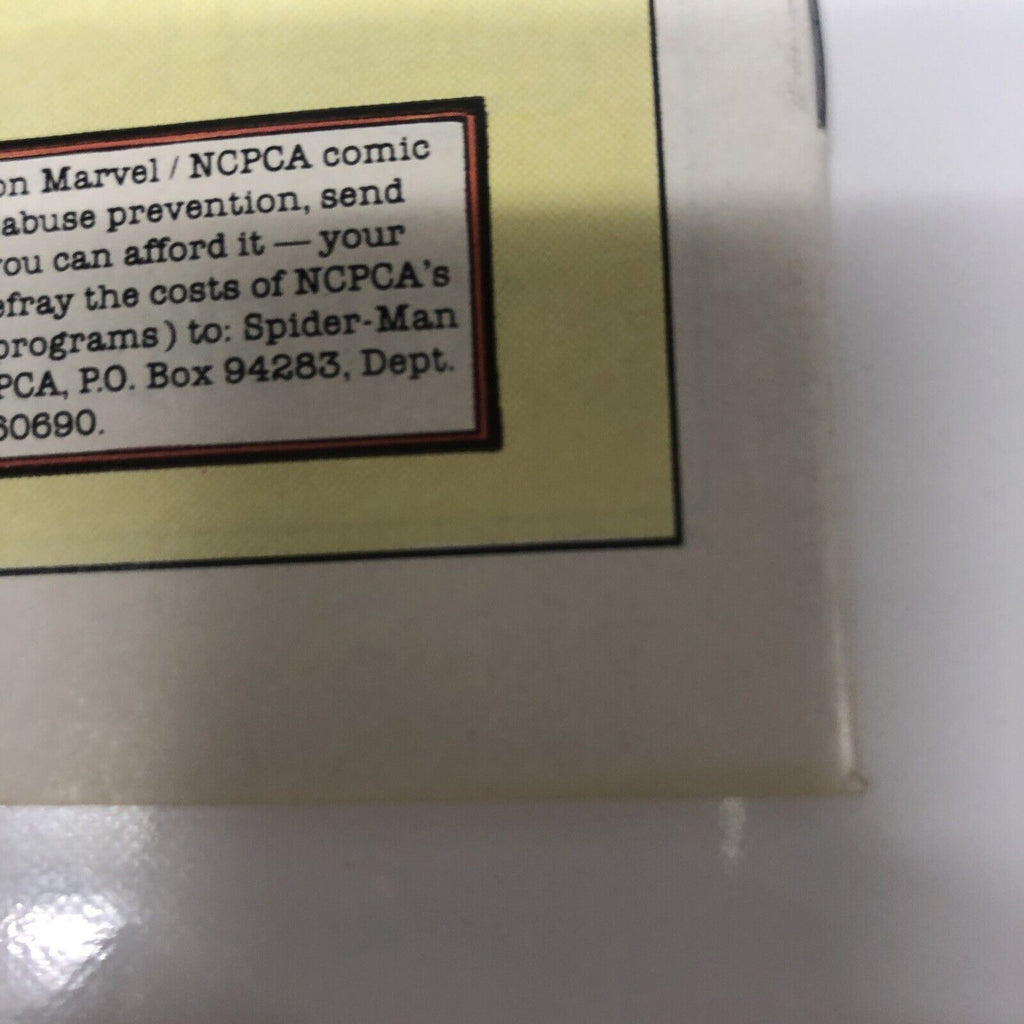 on Marvel / NCPCA comic
abuse prevention, send
you can afford it — your
efray the costs of NCPCA's
programs) to: Spider-Man
PCA, P.O. Box 94283, Dept.
60690.